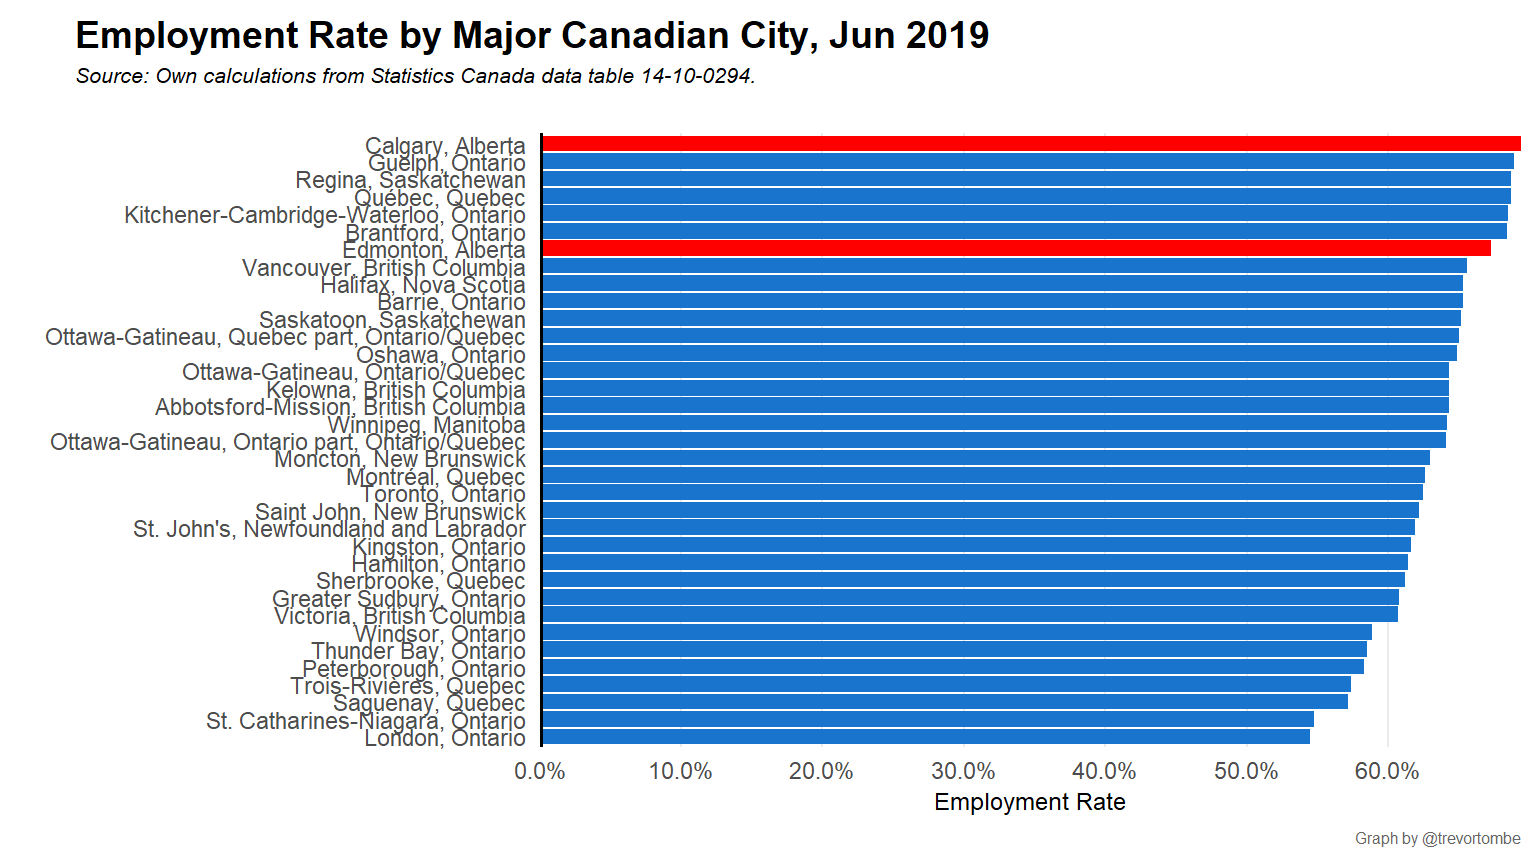 Employment Rate by Major Canadian City, Jun 2019
Source: Own calculations from Statistics Canada data table 14-10-0294.
Calgary, Alberta
Guelph, Ontario
Regina, Saskatchewan
Québec, Quebec
Kitchener-Cambridge-Waterloo, Ontario
Brantford, Ontario
Edmonton, Alberta
Vancouver, British Columbia
Halifax, Nova Scotia
Barrie, Ontario
Saskatoon, Saskatchewan
Ottawa-Gatineau, Quebec part, Ontario/Quebec
Oshawa, Ontario
Ottawa-Gatineau, Ontario/Quebec
Kelowna, British Columbia
Abbotsford-Mission, British Columbia
Winnipeg, Manitoba
Ottawa-Gatineau, Ontario part, Ontario/Quebec
Moncton, New Brunswick
Montréal, Quebec
Toronto, Ontario
Saint John, New Brunswick
St. John's, Newfoundland and Labrador
Kingston, Ontario
Hamilton, Ontario
Sherbrooke, Quebec
Greater Sudbury, Ontario
Victoria, British Columbia
Windsor, Ontario
Thunder Bay, Ontario
Peterborough, Ontario
Trois-Rivières, Quebec
Saguenay, Quebec
St. Catharines-Niagara, Ontario
London, Ontario
0.0% 10.0% 20.0% 30.0% 40.0% 50.0% 60.0%
Employment Rate
Graph by @trevortombe